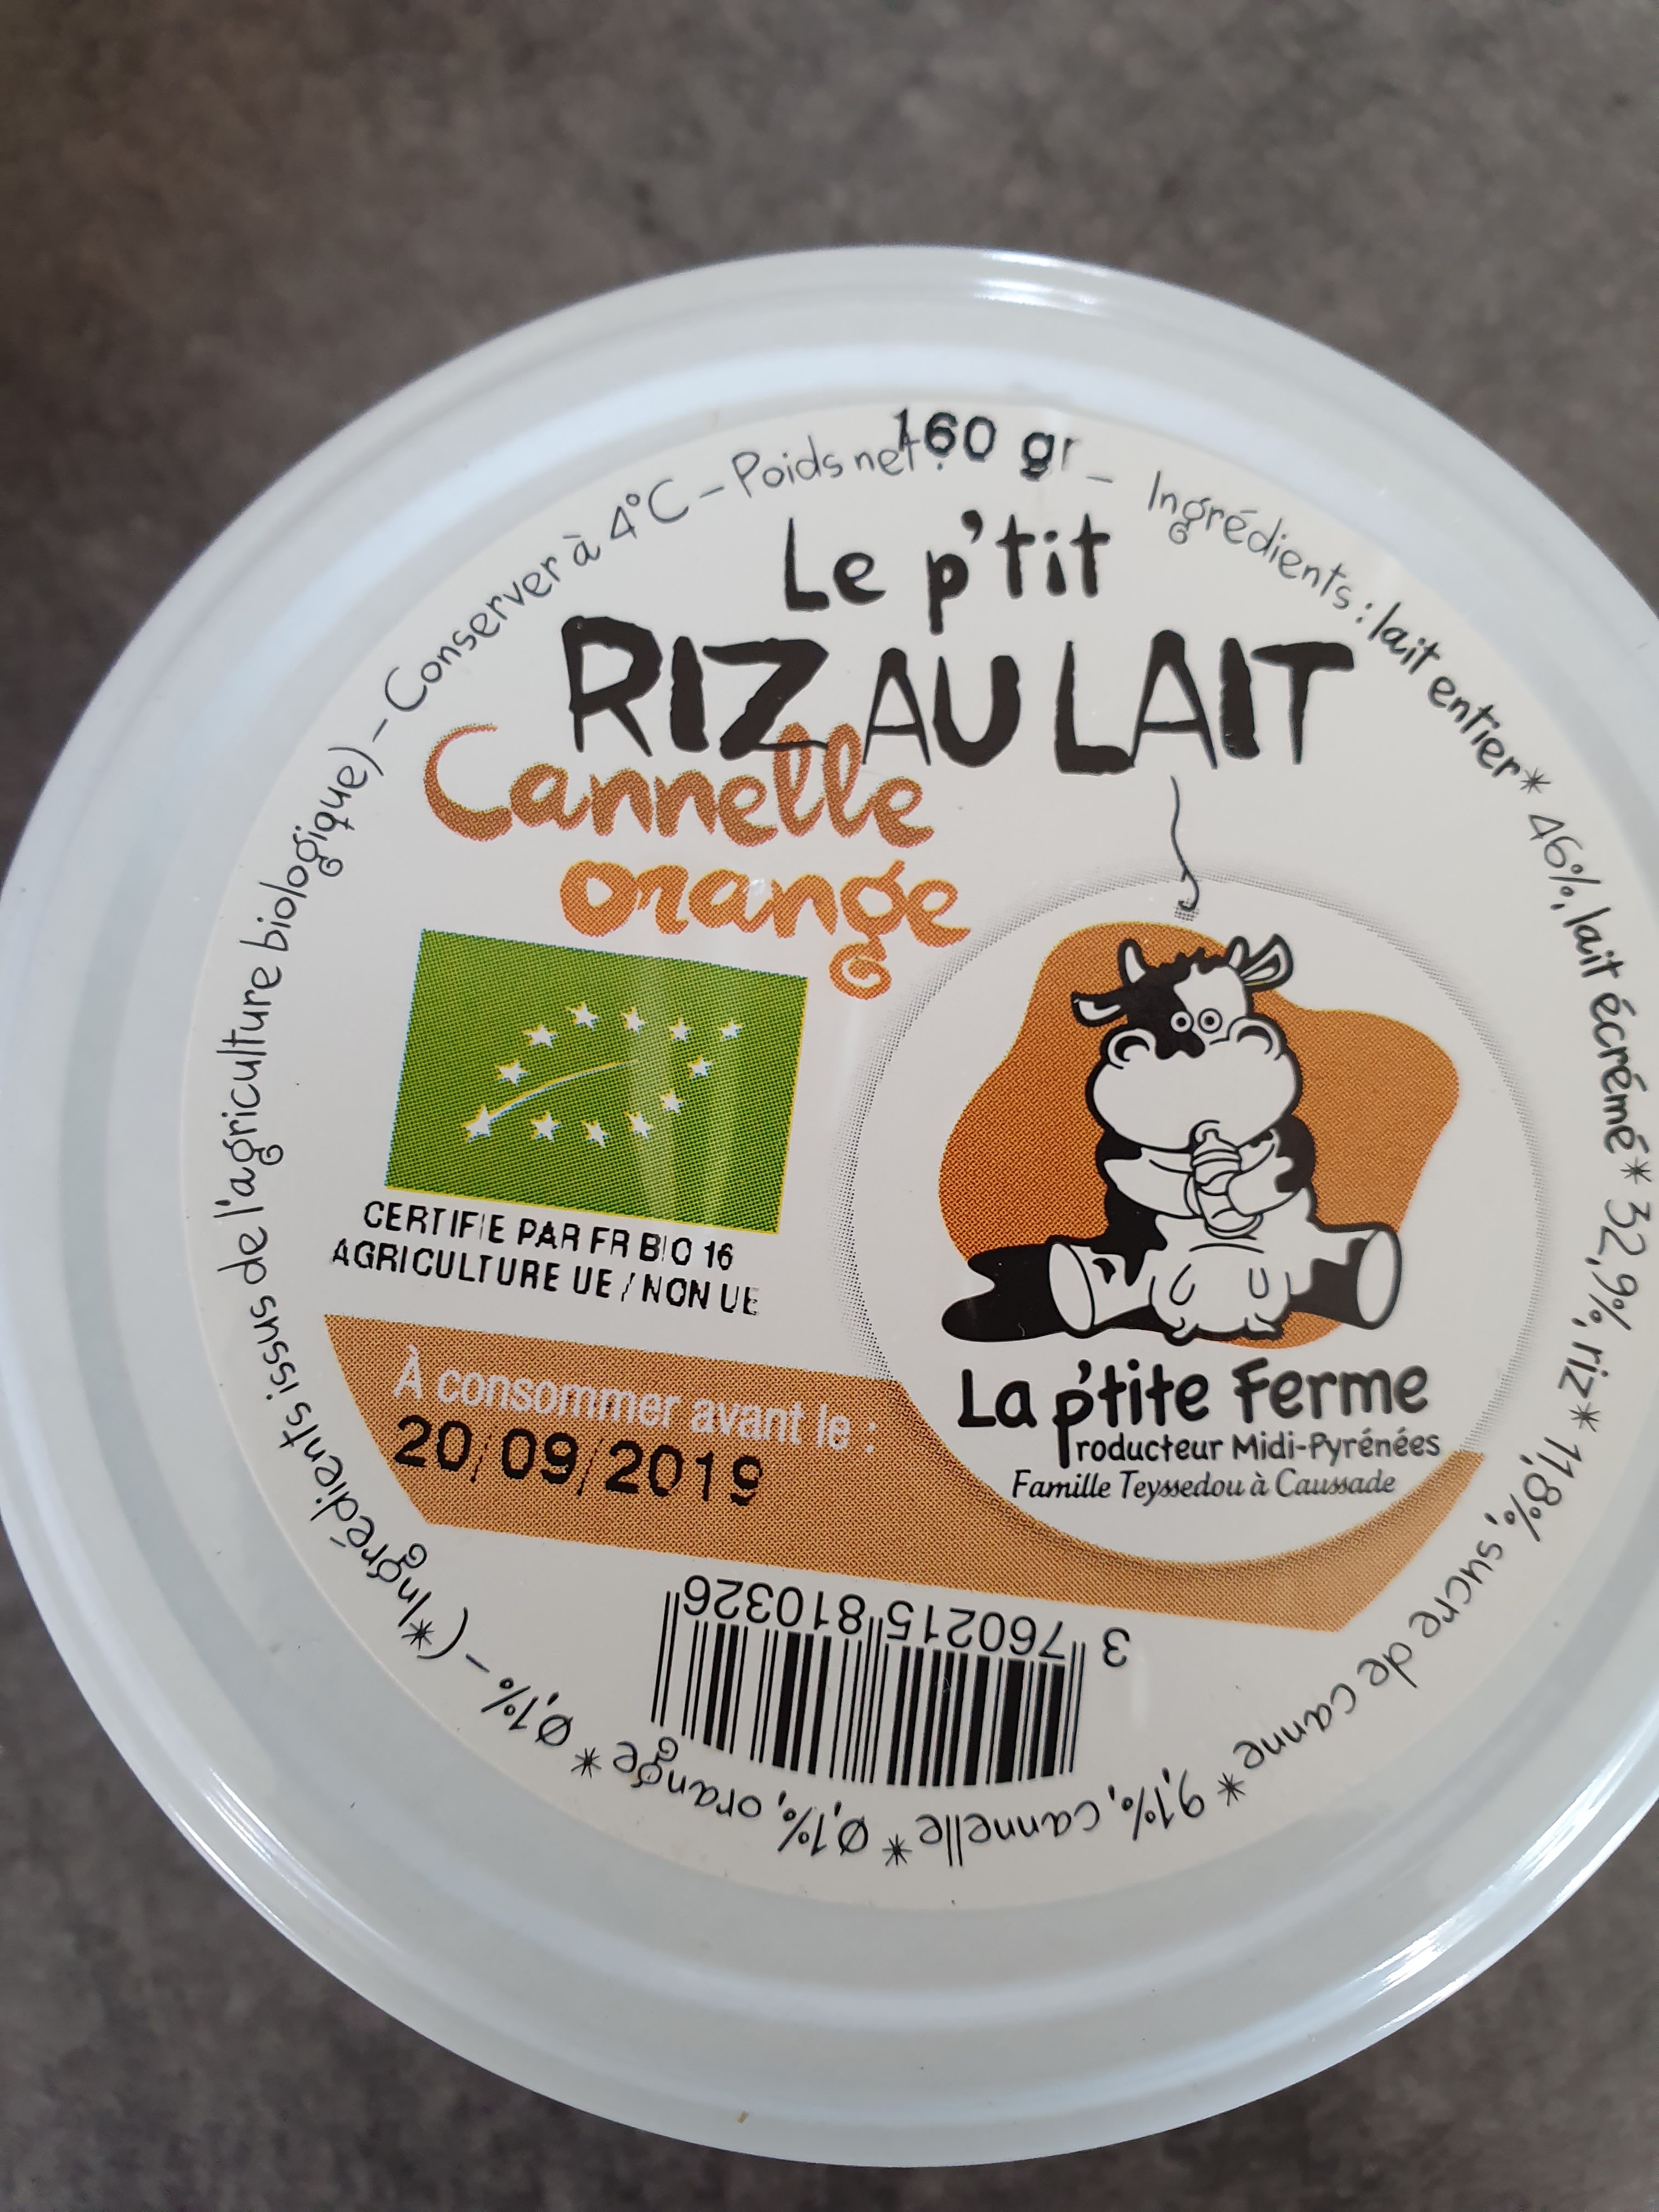 160 gr
Ingrédients : lait entier* 46%, lait écrémé* 32,9%, riz* 11,8%, sucre de canne* 9,1%, cannelle* 0,1%, orange* 0,1% – (*Ingrédients issus de l'agriculture biologique) – Conserver à 4°C – Poids net :
Le p'tit
RIZ AU LAIT
Cannelle
orange
CERTIFIE PAR FR BIO 16
AGRICULTURE UE / NON UE
À consommer avant le :
20/09/2019
La p'tite Ferme
Producteur Midi-Pyrénées
Famille Teyssedou à Caussade
3 760215 810326